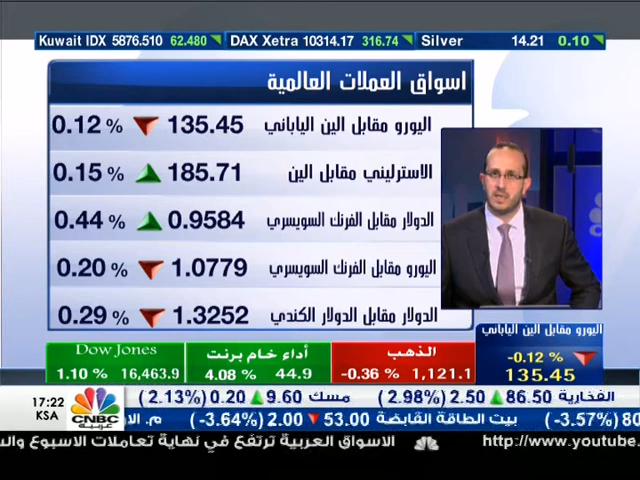 Kuwait IDX 5876.510 62.480 DAX Xetra 10314.17 316.74 Silver 14.21 0.10
اسواق العملات العالمية
اليورو مقابل الين الياباني 135.45 0.12 %
الاسترليني مقابل الين 185.71 0.15 %
الدولار مقابل الفرنك السويسري 0.9584 0.44 %
اليورو مقابل الفرنك السويسري 1.0779 0.20 %
الدولار مقابل الدولار الكندي 1.3252 0.29 %
اليورو مقابل الين الياباني
-0.12 %
135.45
Dow Jones
1.10 % 16,463.9
أداء خام برنت
4.08 % 44.9
الذهب
-0.36 % 1,121.1
17:22
KSA
CNBC
عربية
الفخارية 86.50 2.50 (2.98%) مسك 9.60 0.20 (2.13%)
80 (-3.57%) بيت الطاقة القابضة 53.00 2.00 (-3.64%) م. الا
الاسواق العربية ترتفع في نهاية تعاملات الاسبوع والس
http://www.youtube.